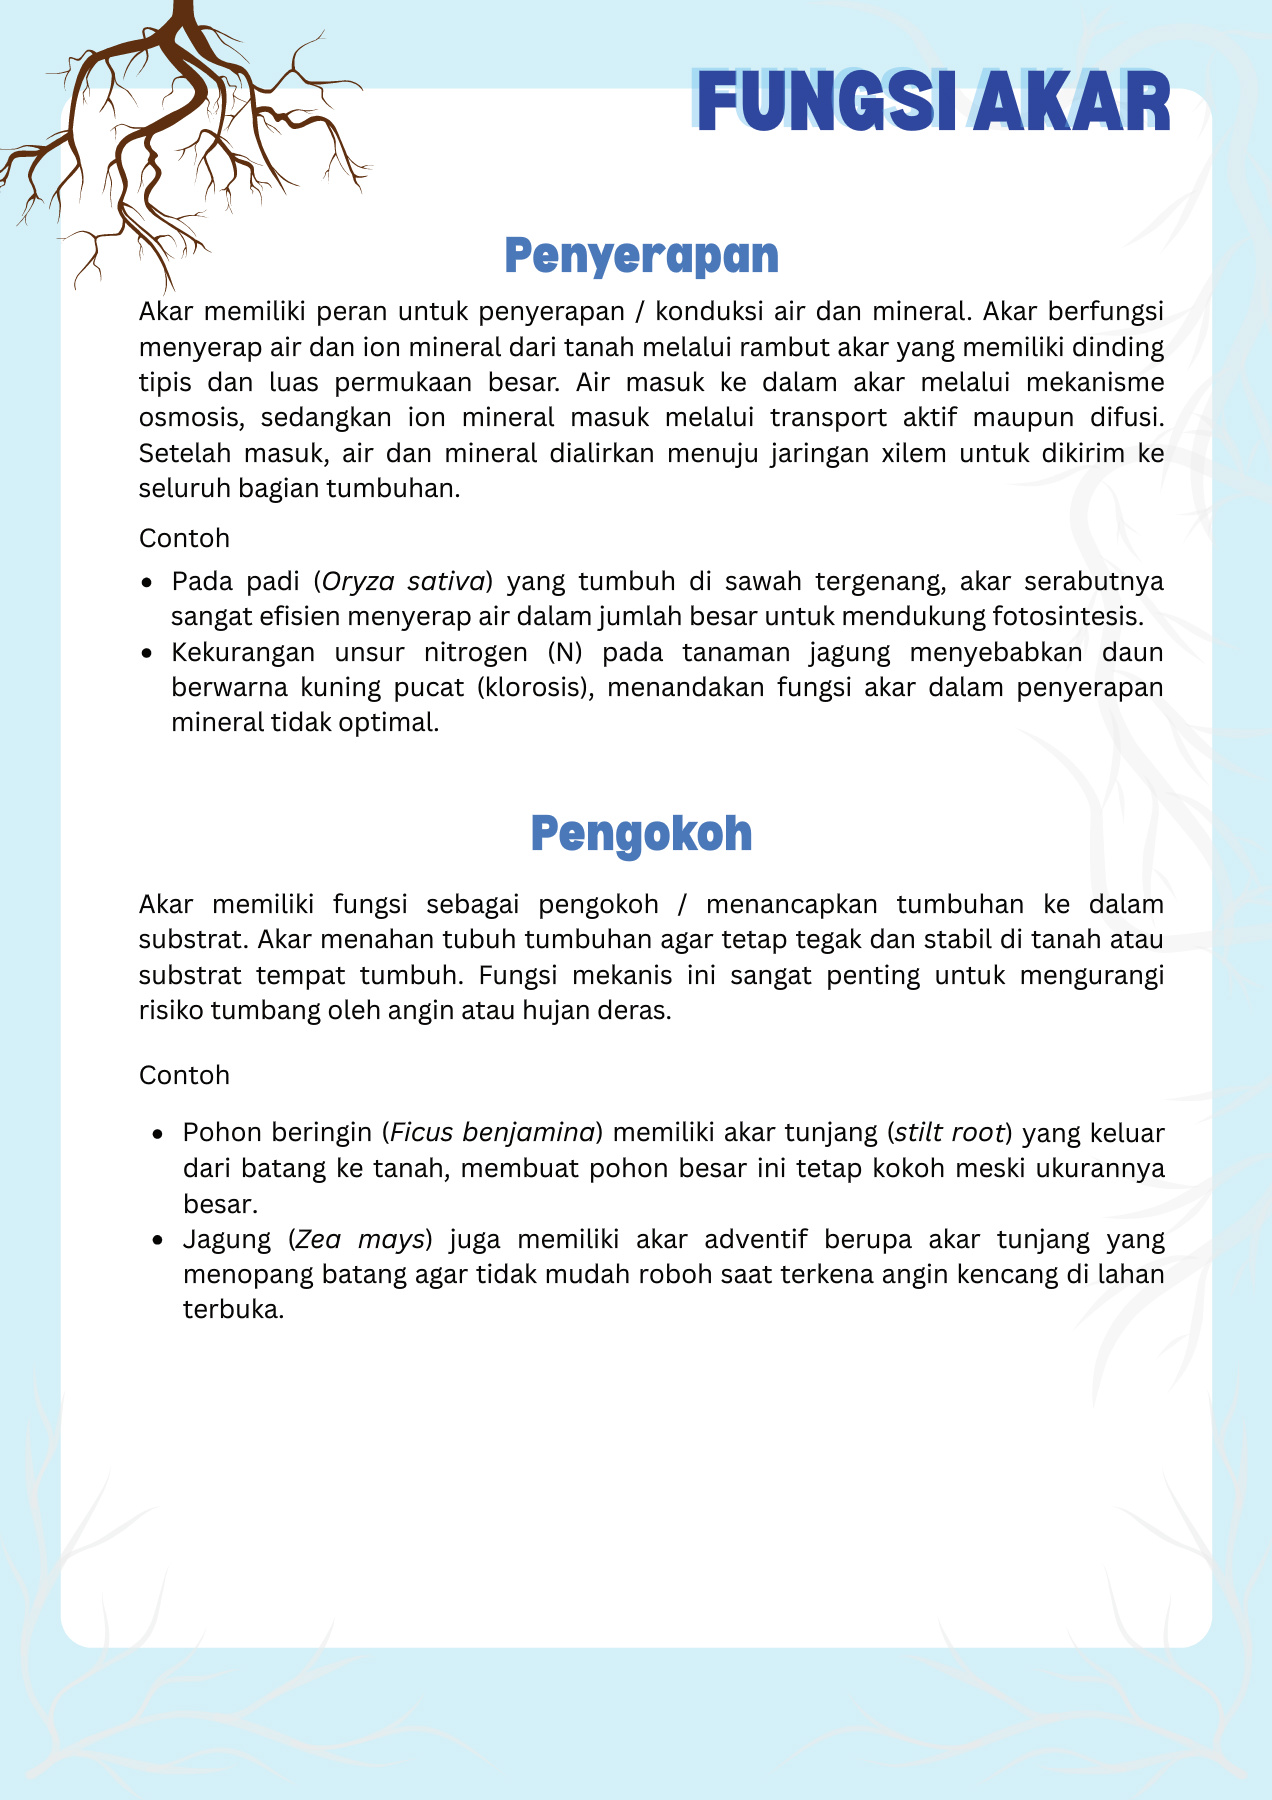 FUNGSI AKAR
Penyerapan
Akar memiliki peran untuk penyerapan / konduksi air dan mineral. Akar berfungsi
menyerap air dan ion mineral dari tanah melalui rambut akar yang memiliki dinding
tipis dan luas permukaan besar. Air masuk ke dalam akar melalui mekanisme
osmosis, sedangkan ion mineral masuk melalui transport aktif maupun difusi.
Setelah masuk, air dan mineral dialirkan menuju jaringan xilem untuk dikirim ke
seluruh bagian tumbuhan.
Contoh
• Pada padi (Oryza sativa) yang tumbuh di sawah tergenang, akar serabutnya
sangat efisien menyerap air dalam jumlah besar untuk mendukung fotosintesis.
• Kekurangan unsur nitrogen (N) pada tanaman jagung menyebabkan daun
berwarna kuning pucat (klorosis), menandakan fungsi akar dalam penyerapan
mineral tidak optimal.
Pengokoh
Akar memiliki fungsi sebagai pengokoh / menancapkan tumbuhan ke dalam
substrat. Akar menahan tubuh tumbuhan agar tetap tegak dan stabil di tanah atau
substrat tempat tumbuh. Fungsi mekanis ini sangat penting untuk mengurangi
risiko tumbang oleh angin atau hujan deras.
Contoh
• Pohon beringin (Ficus benjamina) memiliki akar tunjang (stilt root) yang keluar
dari batang ke tanah, membuat pohon besar ini tetap kokoh meski ukurannya
besar.
• Jagung (Zea mays) juga memiliki akar adventif berupa akar tunjang yang
menopang batang agar tidak mudah roboh saat terkena angin kencang di lahan
terbuka.